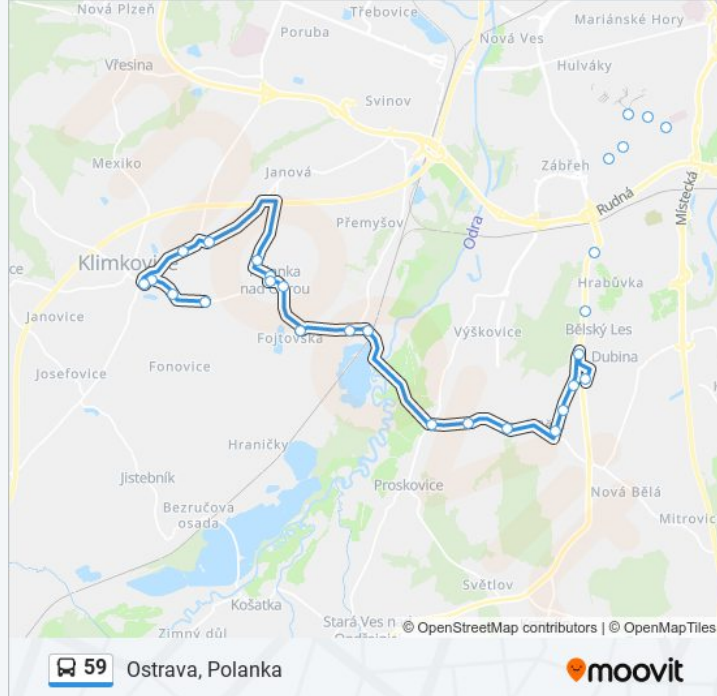 Nová Plzeň
Třebovice
Mariánské Hory
Poruba
Nová Ves
Vřesina
Hulváky
Svinov
Mexiko
Zábřeh
Janová
Rudná
Místecká
Přemyšov
Odra
Klimkovice
nad Odrou
Hrabůvka
Janovice
Výškovice
Bělský Les
Fojtovská
Dubina
Josefovice
Fonovice
Hraničky
Jistebník
Proskovice
Nová Bělá
Bezručova
osada
Mitrovic
Světlov
Košatka
Stará Ves n
Zimný důl
© OpenStreetMap contributors | © OpenMapTiles
59 Ostrava, Polanka
moovit